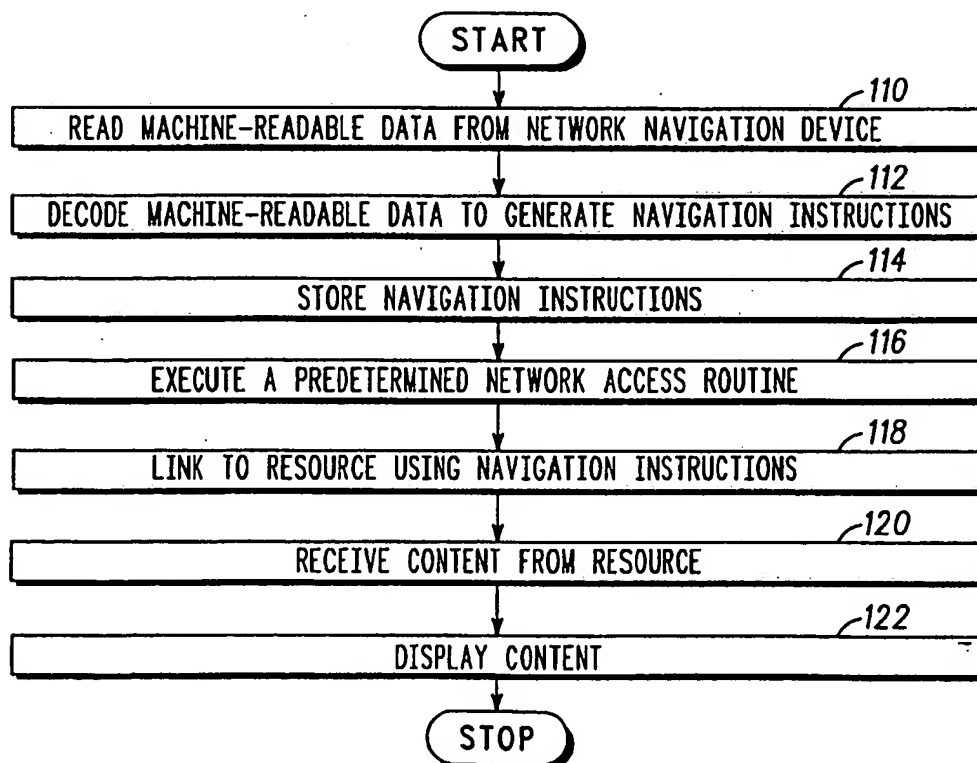 START
110
READ MACHINE-READABLE DATA FROM NETWORK NAVIGATION DEVICE
112
DECODE MACHINE-READABLE DATA TO GENERATE NAVIGATION INSTRUCTIONS
114
STORE NAVIGATION INSTRUCTIONS
116
EXECUTE A PREDETERMINED NETWORK ACCESS ROUTINE
118
LINK TO RESOURCE USING NAVIGATION INSTRUCTIONS
120
RECEIVE CONTENT FROM RESOURCE
122
DISPLAY CONTENT
STOP